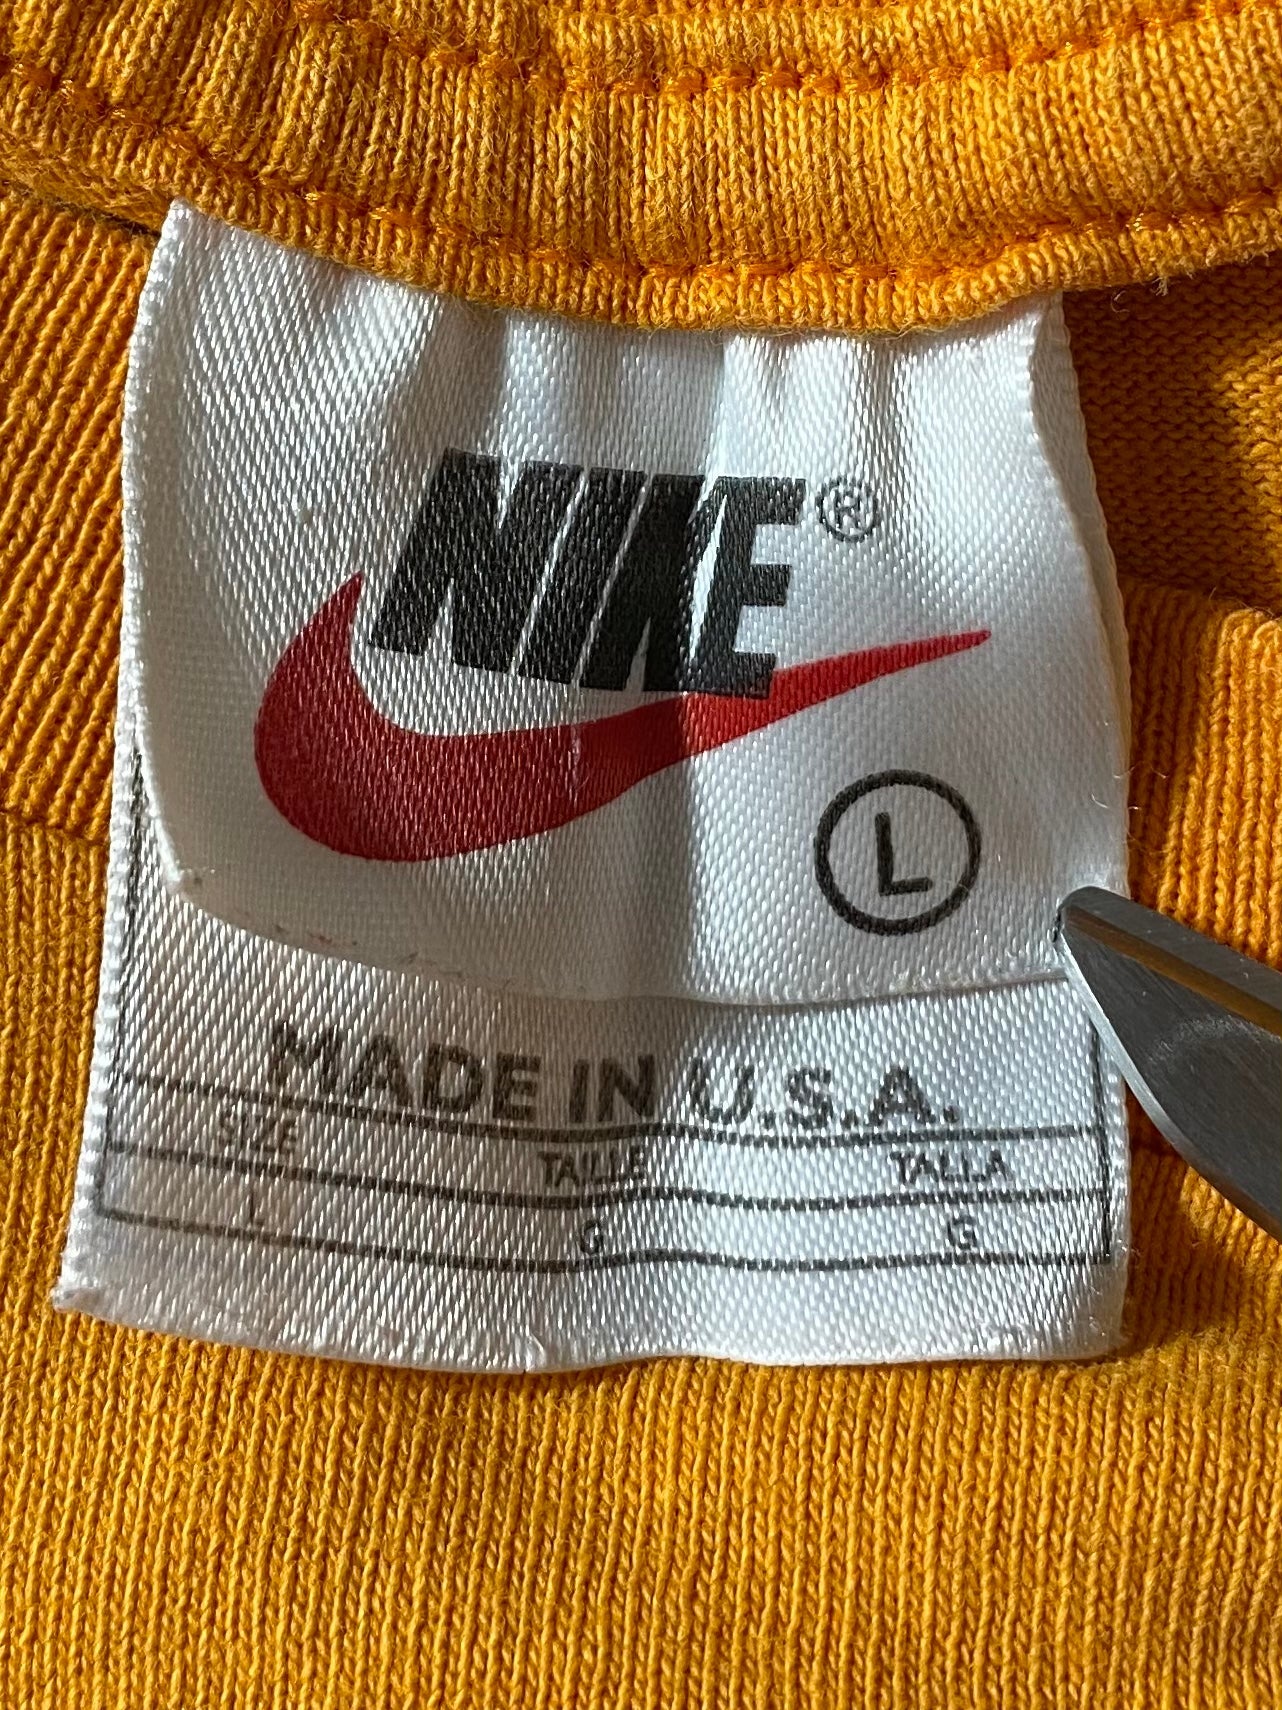 NIKE®
L
MADE IN U.S.A.
SIZE TAILLE TALLA
L G G